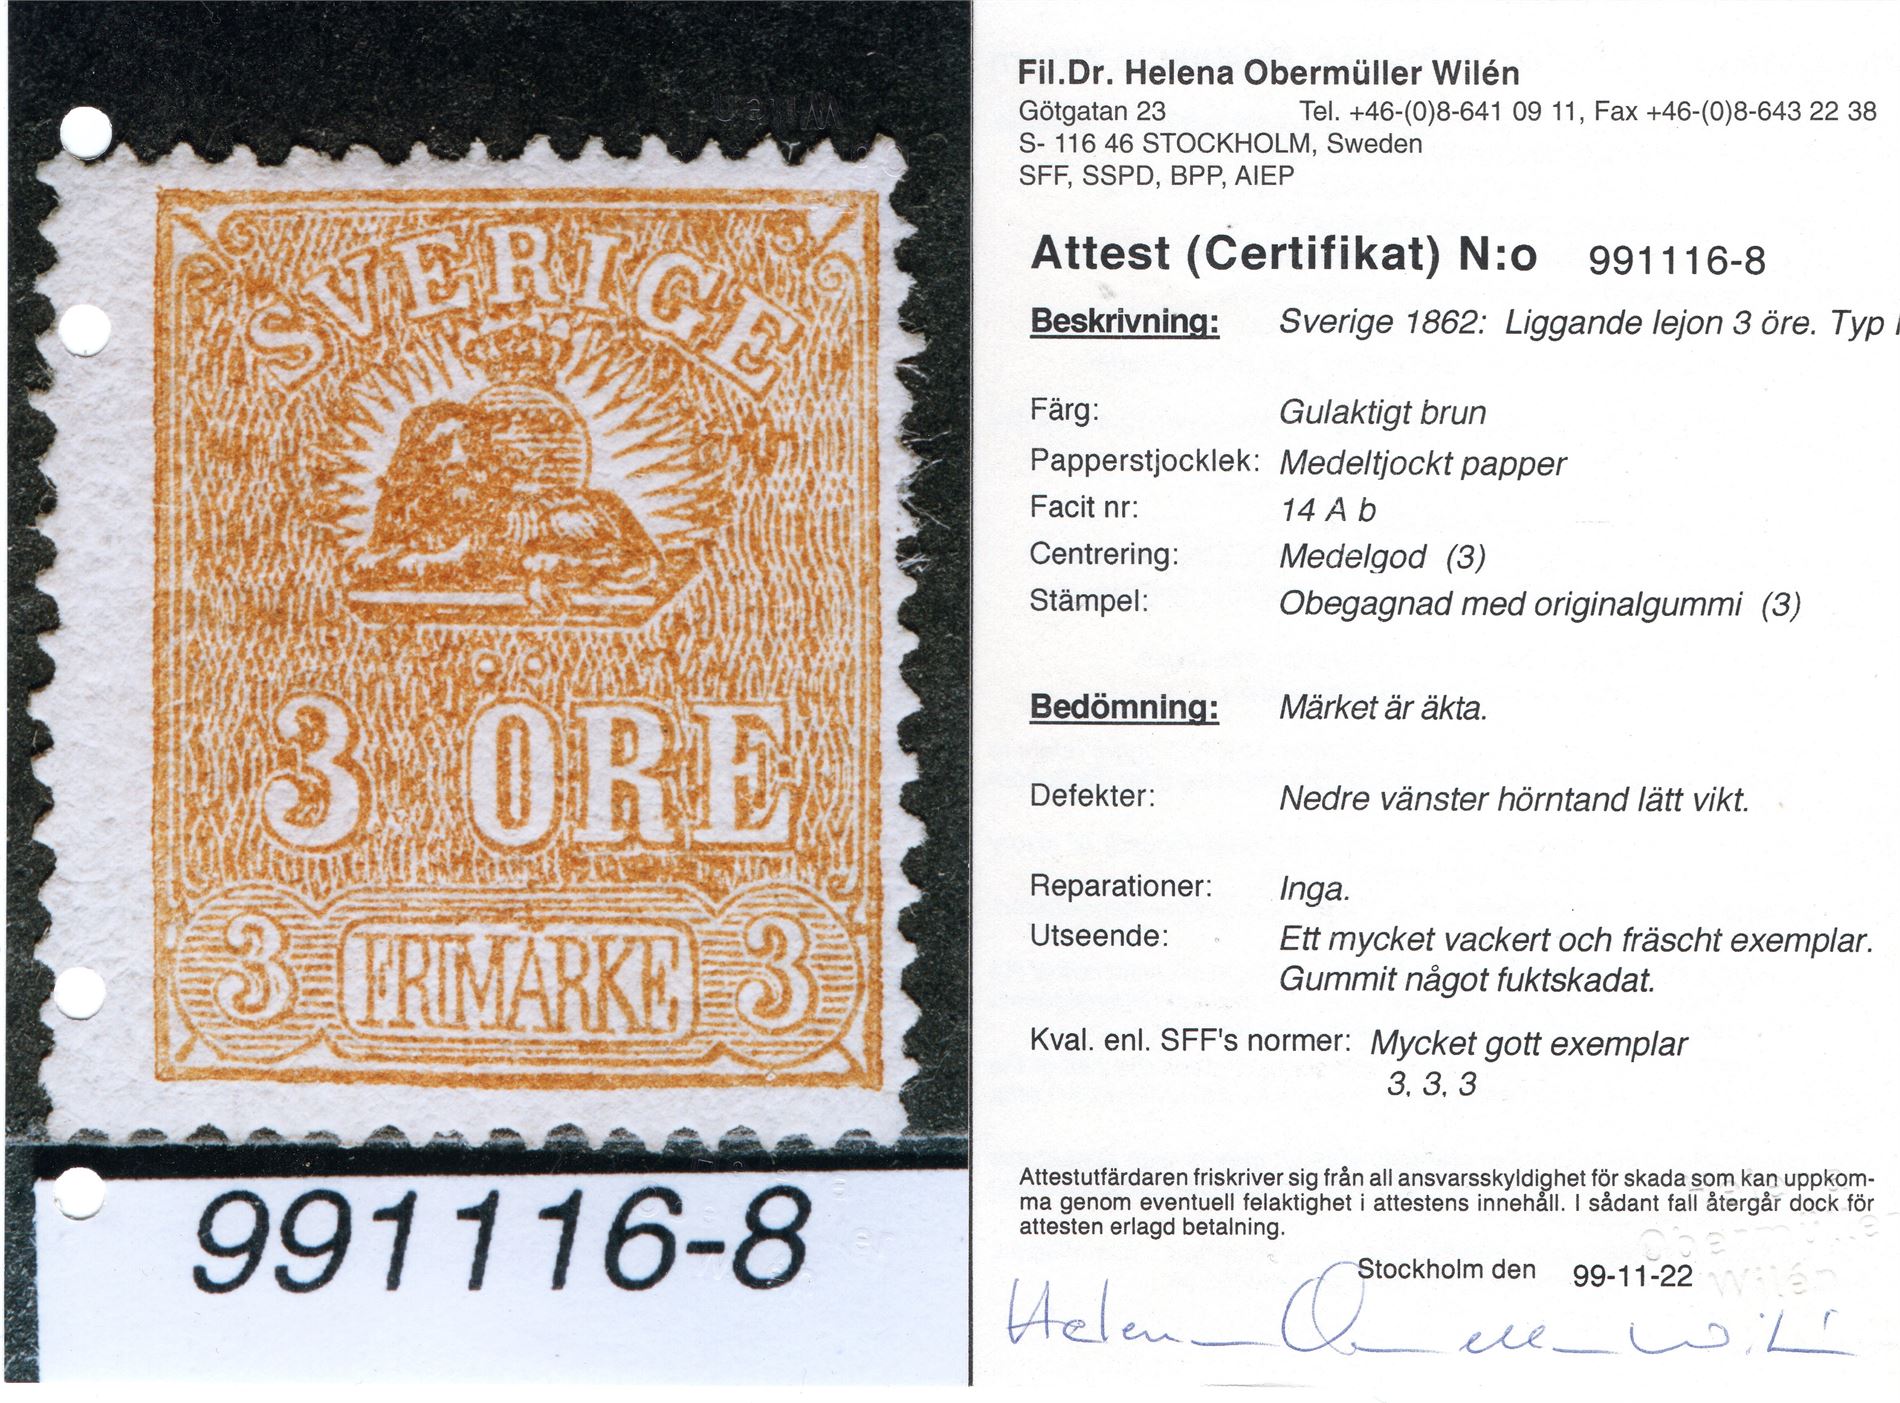 SVERIGE
3 ÖRE
3 FRIMÄRKE 3
991116-8
Fil.Dr. Helena Obermüller Wilén
Götgatan 23 Tel. +46-(0)8-641 09 11, Fax +46-(0)8-643 22 38
S- 116 46 STOCKHOLM, Sweden
SFF, SSPD, BPP, AIEP
Attest (Certifikat) N:o 991116-8
Beskrivning: Sverige 1862: Liggande lejon 3 öre. Typ
Färg: Gulaktigt brun
Papperstjocklek: Medeltjockt papper
Facit nr: 14 A b
Centrering: Medelgod (3)
Stämpel: Obegagnad med originalgummi (3)
Bedömning: Märket är äkta.
Defekter: Nedre vänster hörntand lätt vikt.
Reparationer: Inga.
Utseende: Ett mycket vackert och fräscht exemplar.
Gummit något fuktskadat.
Kval. enl. SFF's normer: Mycket gott exemplar
3, 3, 3
Attestutfärdaren friskriver sig från all ansvarsskyldighet för skada som kan uppkom-
ma genom eventuell felaktighet i attestens innehåll. I sådant fall återgår dock för
attesten erlagd betalning.
Obermüller
Wilén
Stockholm den 99-11-22
Helena Obermüller Wilén